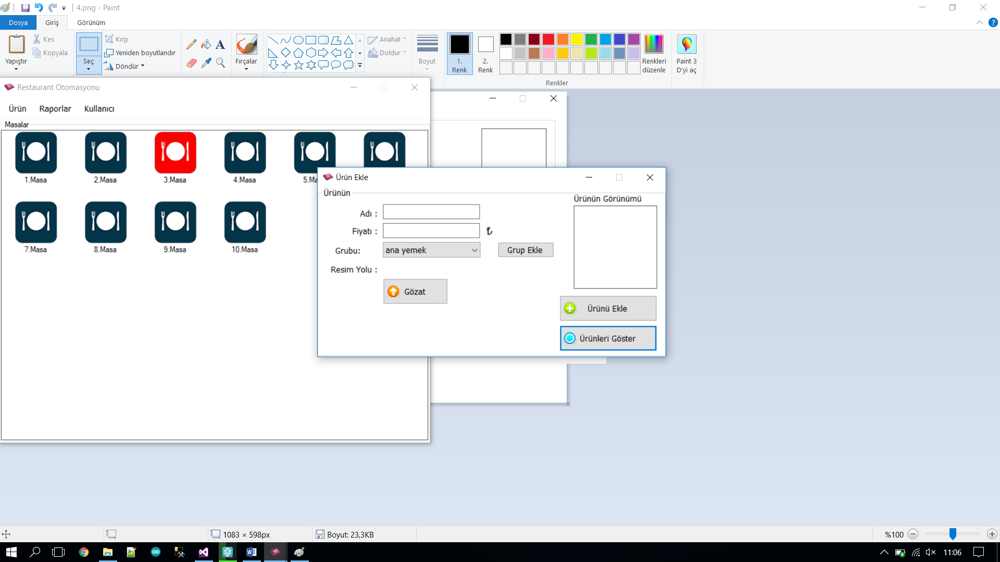 4.png - Paint
Dosya
Giriş
Görünüm
Yapıştır
Kes
Kopyala
Seç
Kırp
Yeniden boyutlandır
Döndür
A
Fırçalar
Anahat
Doldur
Boyut
1.
Renk
2.
Renk
Renkleri
düzenle
Paint 3
D'yi aç
Renkler
Restaurant Otomasyonu
Ürün Raporlar Kullanıcı
Masalar
1.Masa 2.Masa 3.Masa 4.Masa 5.Ma
7.Masa 8.Masa 9.Masa 10.Masa
Ürün Ekle
Ürünün
Ürünün Görünümü
Adı :
Fiyatı : ₺
Grubu: ana yemek Grup Ekle
Resim Yolu :
Gözat
Ürünü Ekle
Ürünleri Göster
1083 × 598px
Boyut: 23,3KB
%100
11:06